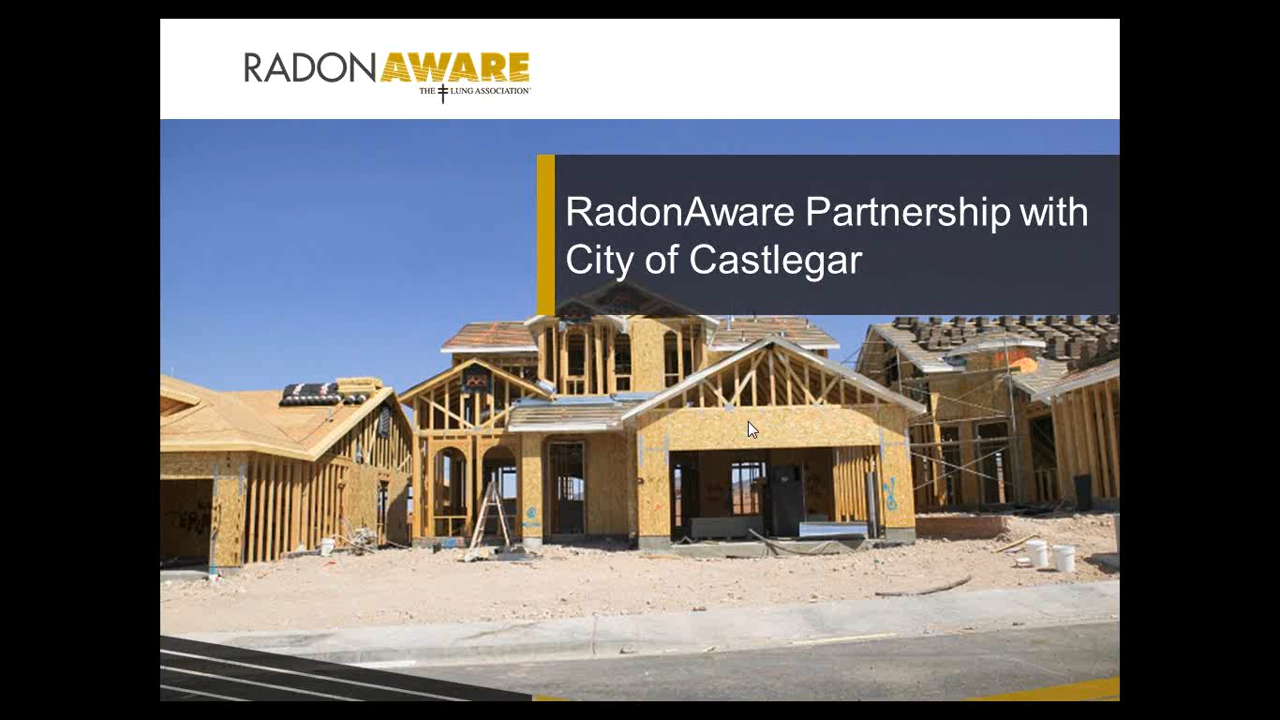 RADONAWARE
THE LUNG ASSOCIATION
RadonAware Partnership with
City of Castlegar